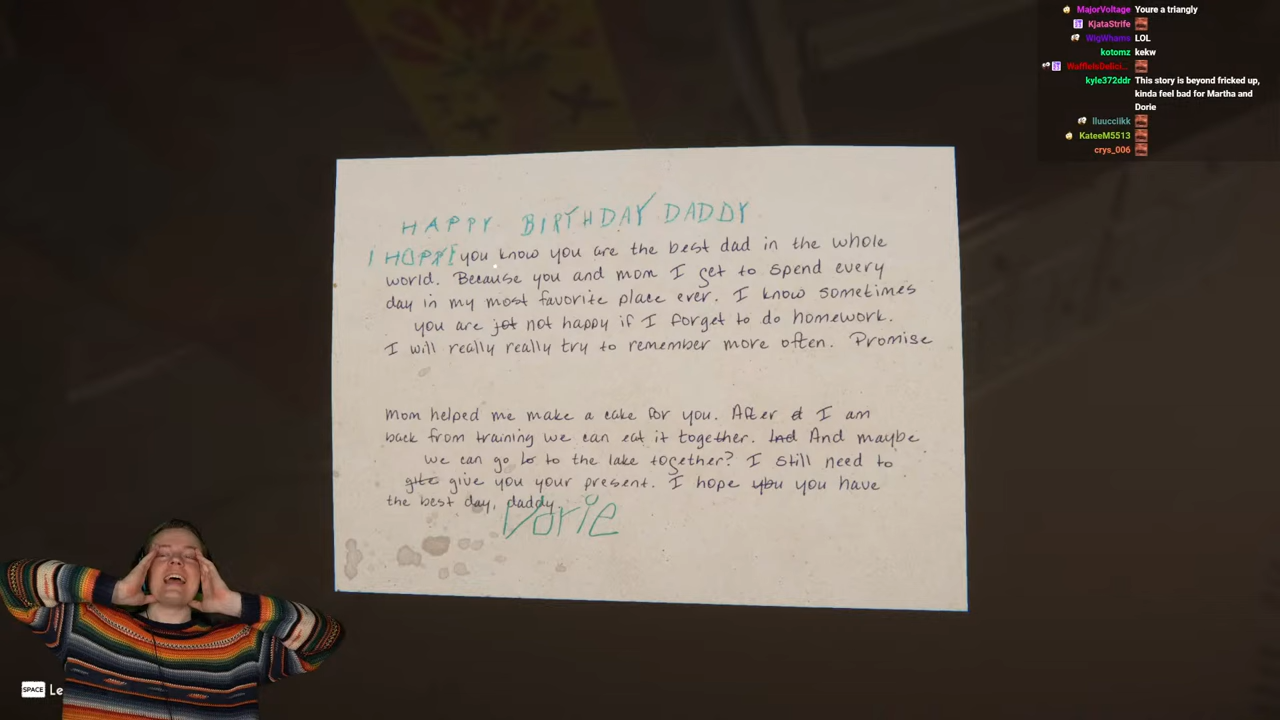 MajorVoltage Youre a triangly
KjataStrife
WigWhams LOL
kotomz kekw
WaffleIsDelici...
kyle372ddr This story is beyond fricked up,
kinda feel bad for Martha and
Dorie
lluucciikk
KateeM5513
crys_006
HAPPY BIRTHDAY DADDY
I HOPE you know you are the best dad in the whole
world. Because you and mom I get to spend every
day in my most favorite place ever. I know sometimes
you are jot not happy if I forget to do homework.
I will really really try to remember more often. Promise
Mom helped me make a cake for you. After I am
back from training we can eat it together. And maybe
we can go to the lake together? I still need to
give you your present. I hope you you have
the best day, daddy.
Dorie
SPACE Le